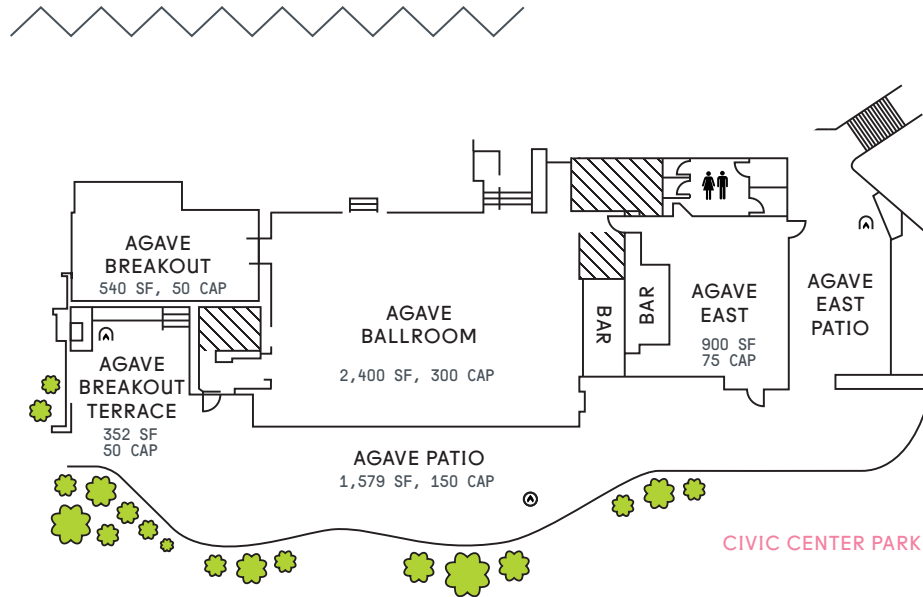 AGAVE
BREAKOUT
540 SF, 50 CAP
AGAVE
BREAKOUT
TERRACE
352 SF
50 CAP
AGAVE
BALLROOM
2,400 SF, 300 CAP
BAR
BAR
AGAVE
EAST
900 SF
75 CAP
AGAVE
EAST
PATIO
AGAVE PATIO
1,579 SF, 150 CAP
CIVIC CENTER PARK